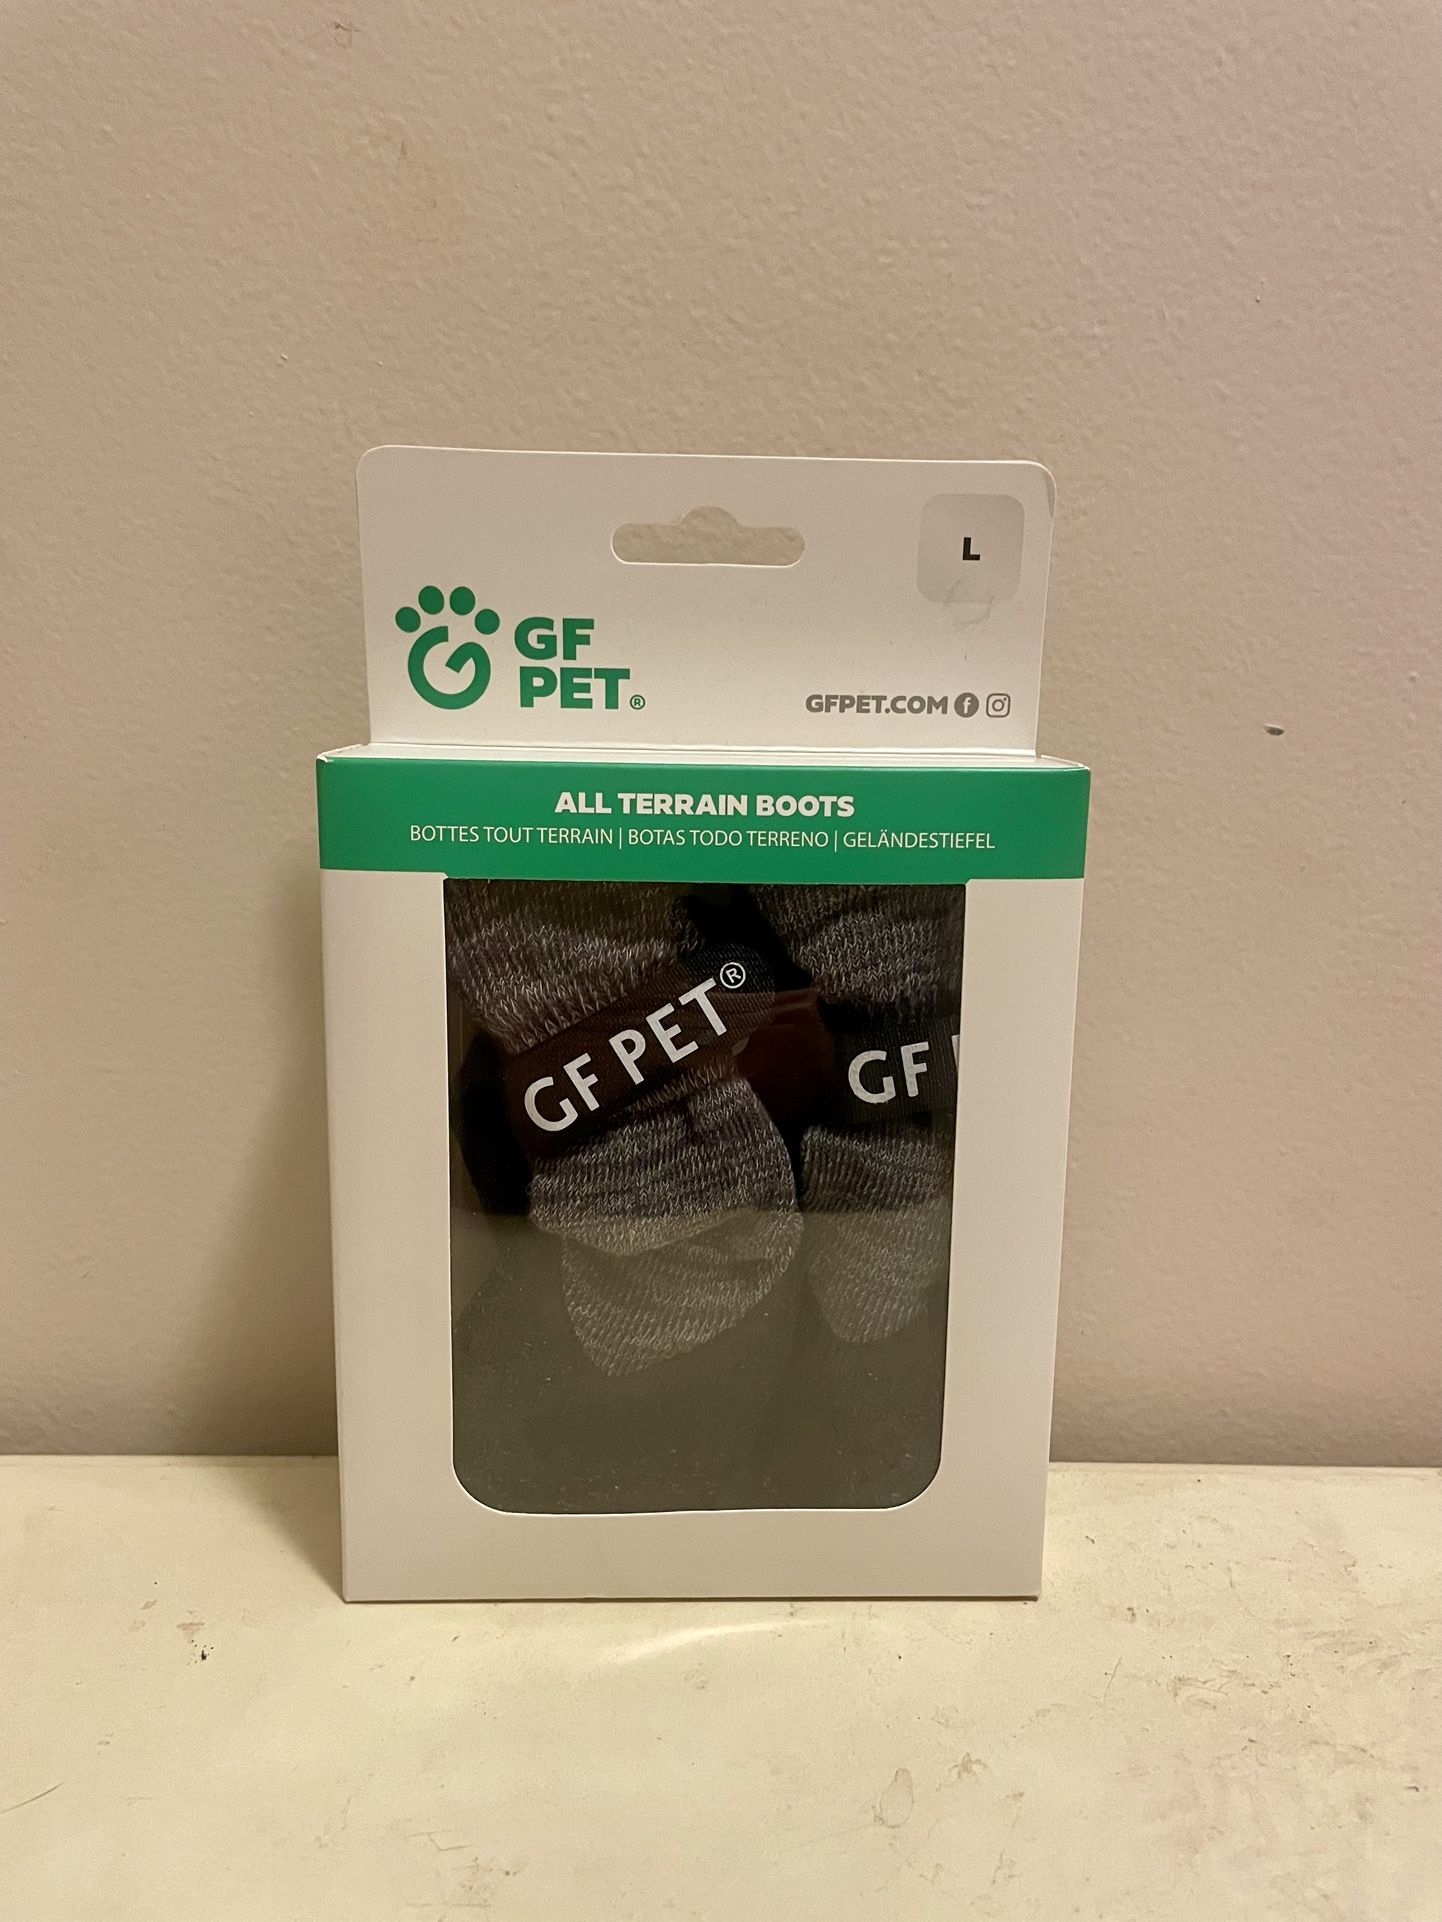 L
GF
PET®
GFPET.COM
ALL TERRAIN BOOTS
BOTTES TOUT TERRAIN | BOTAS TODO TERRENO | GELÄNDESTIEFEL
GF PET®
GF